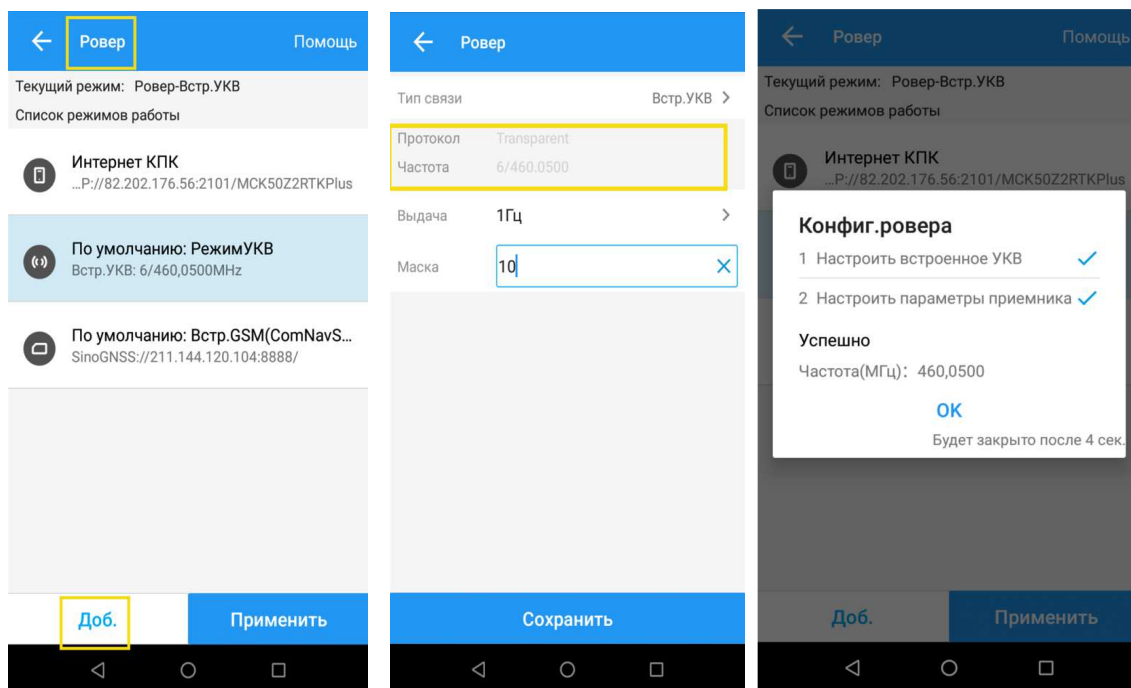 Ровер
Помощь
Текущий режим: Ровер-Встр.УКВ
Список режимов работы
Интернет КПК
...P://82.202.176.56:2101/MCK50Z2RTKPlus
По умолчанию: РежимУКВ
Встр.УКВ: 6/460,0500MHz
По умолчанию: Встр.GSM(ComNavS...
SinoGNSS://211.144.120.104:8888/
Доб.
Применить
Ровер
Тип связи Встр.УКВ
Протокол Transparent
Частота 6/460.0500
Выдача 1Гц
Маска 10
Сохранить
Ровер
Помощь
Текущий режим: Ровер-Встр.УКВ
Список режимов работы
Интернет КПК
...P://82.202.176.56:2101/MCK50Z2RTKPlus
Конфиг.ровера
1 Настроить встроенное УКВ
2 Настроить параметры приемника
Успешно
Частота(МГц): 460,0500
OK
Будет закрыто после 4 сек.
Доб.
Применить